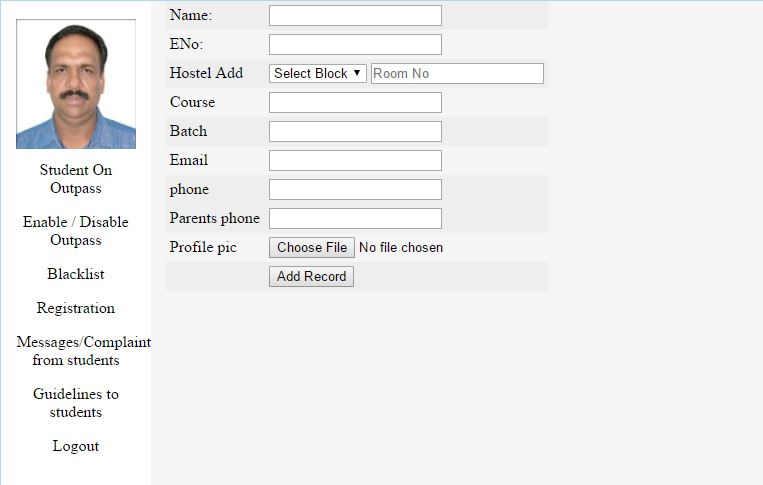 Student On
Outpass
Enable / Disable
Outpass
Blacklist
Registration
Messages/Complaint
from students
Guidelines to
students
Logout
Name:
ENo:
Hostel Add Select Block Room No
Course
Batch
Email
phone
Parents phone
Profile pic Choose File No file chosen
Add Record